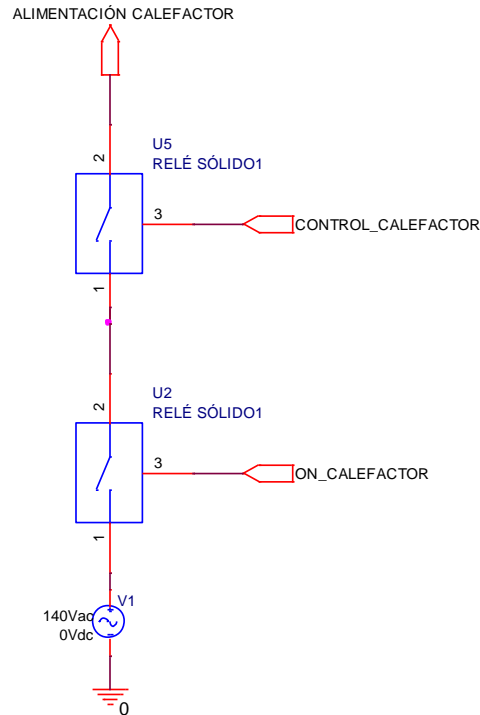 ALIMENTACIÓN CALEFACTOR
U5
RELÉ SÓLIDO1
2
3
CONTROL_CALEFACTOR
1
U2
RELÉ SÓLIDO1
2
3
ON_CALEFACTOR
1
V1
140Vac
0Vdc
0